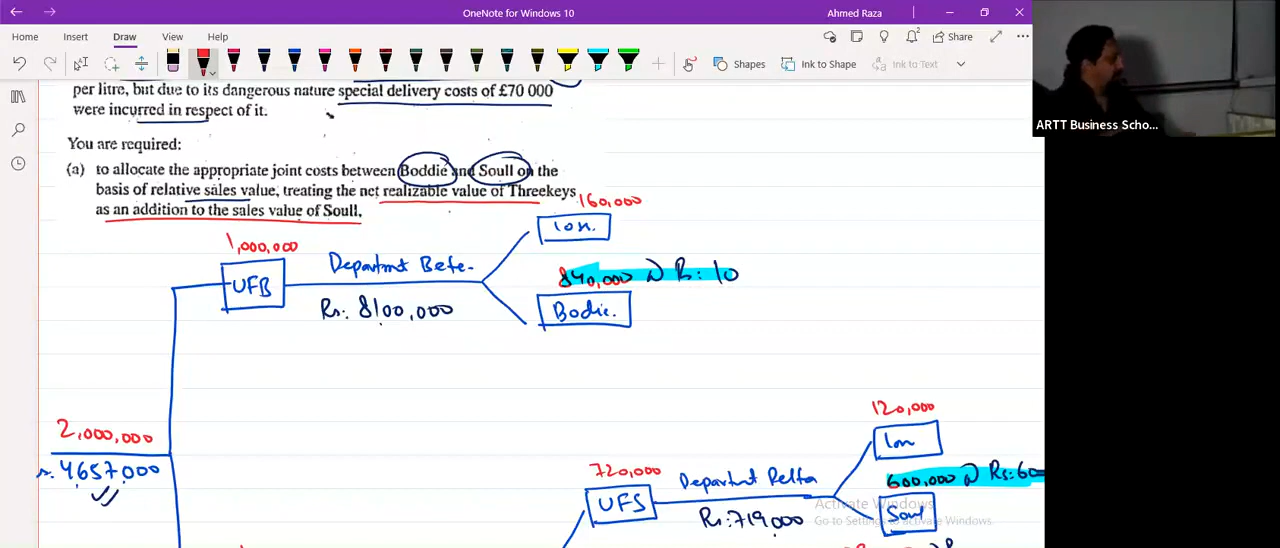 OneNote for Windows 10
Ahmed Raza
Home Insert Draw View Help
Share
Shapes
Ink to Shape
Ink to Text
ARTT Business Scho...
per litre, but due to its dangerous nature special delivery costs of £70 000
were incurred in respect of it.
You are required:
(a) to allocate the appropriate joint costs between Boddie and Soull on the
basis of relative sales value, treating the net realizable value of Threekeys
as an addition to the sales value of Soull.
160,000
Loss.
1,000,000
UFB
Department Beta.
Rs: 8100,000
840,000 @ Rs: 10
Bodie.
2,000,000
4657,000
120,000
Loss
720,000
UFS
Department Delta
Rs: 719,000
600,000 @ Rs: 60
Soul
Activate Windows
Go to Settings to activate Windows.